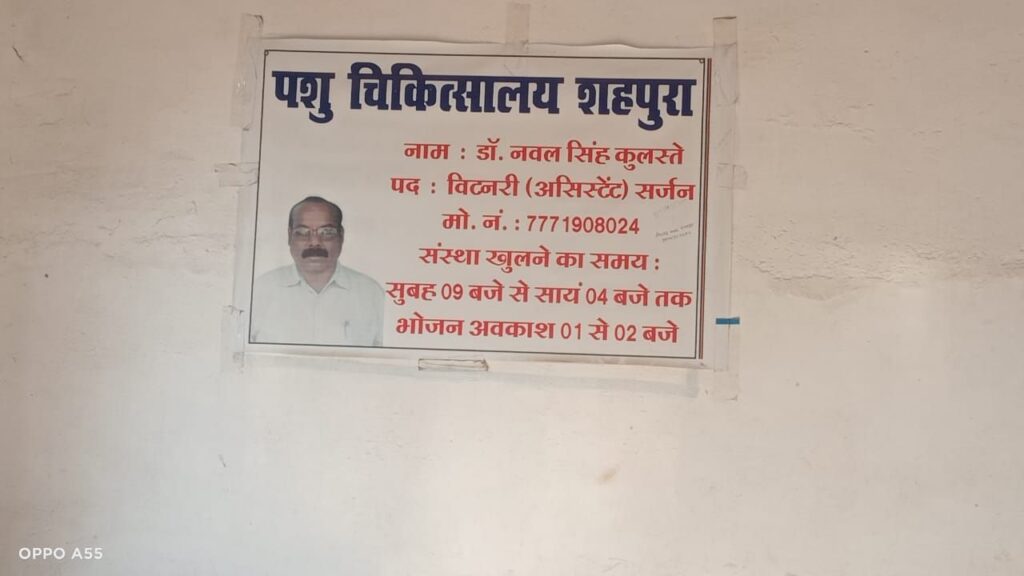 पशु चिकित्सालय शहपुरा
नाम : डॉ. नवल सिंह कुलस्ते
पद : विटनरी (असिस्टेंट) सर्जन
मो. नं. : 7771908024
संस्था खुलने का समय :
सुबह 09 बजे से सायं 04 बजे तक
भोजन अवकाश 01 से 02 बजे
OPPO A55